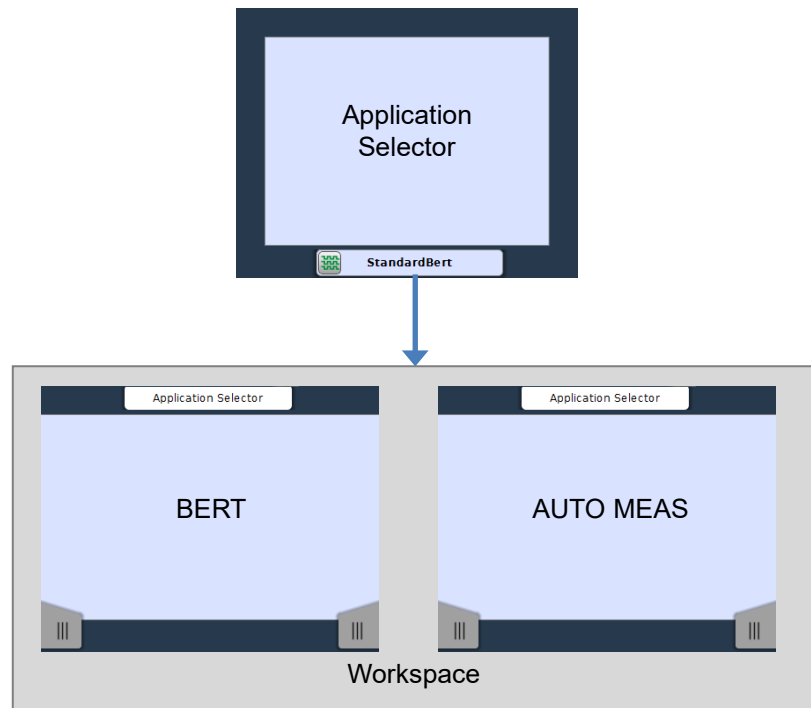 Application
Selector
StandardBert
Application Selector
BERT
Application Selector
AUTO MEAS
Workspace